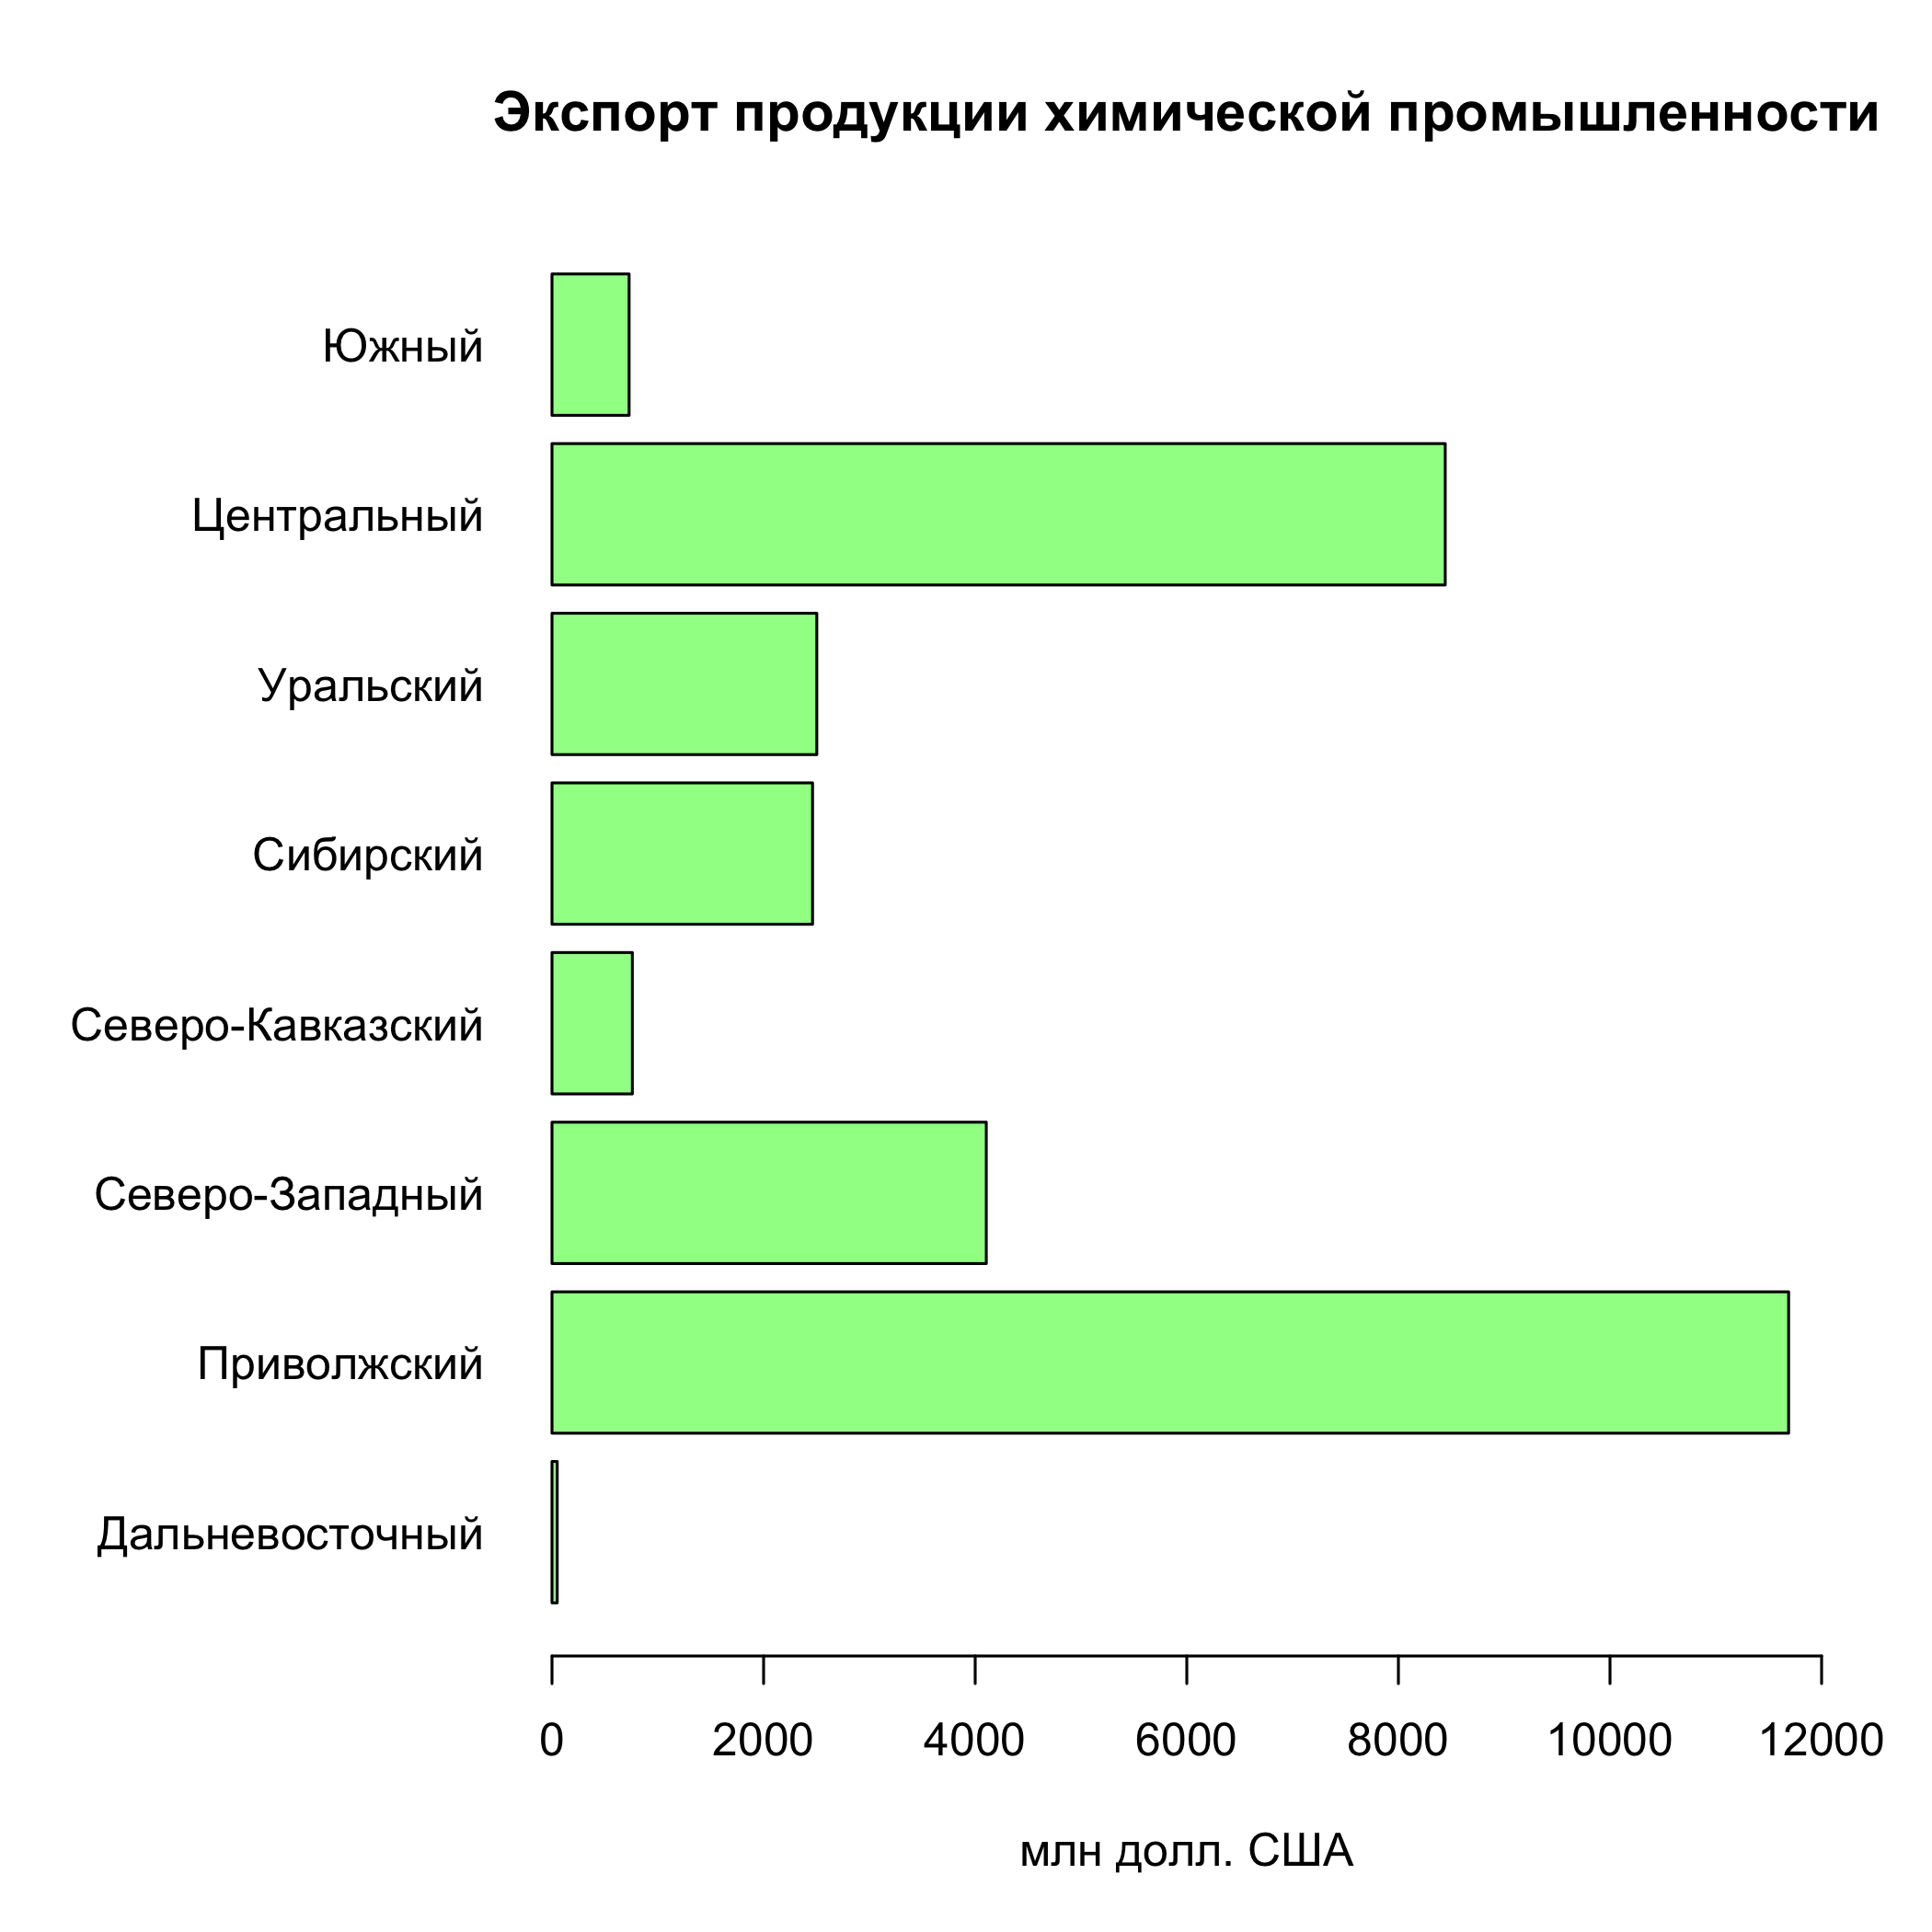 Экспорт продукции химической промышленности
Южный
Центральный
Уральский
Сибирский
Северо-Кавказский
Северо-Западный
Приволжский
Дальневосточный
0 2000 4000 6000 8000 10000 12000
млн долл. США